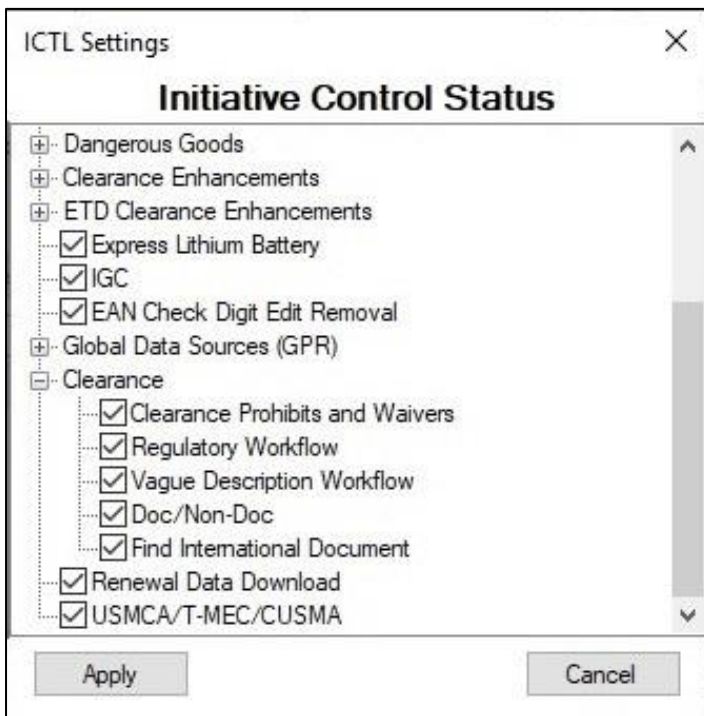 ICTL Settings
Initiative Control Status
Dangerous Goods
Clearance Enhancements
ETD Clearance Enhancements
Express Lithium Battery
IGC
EAN Check Digit Edit Removal
Global Data Sources (GPR)
Clearance
Clearance Prohibits and Waivers
Regulatory Workflow
Vague Description Workflow
Doc/Non-Doc
Find International Document
Renewal Data Download
USMCA/T-MEC/CUSMA
Apply Cancel